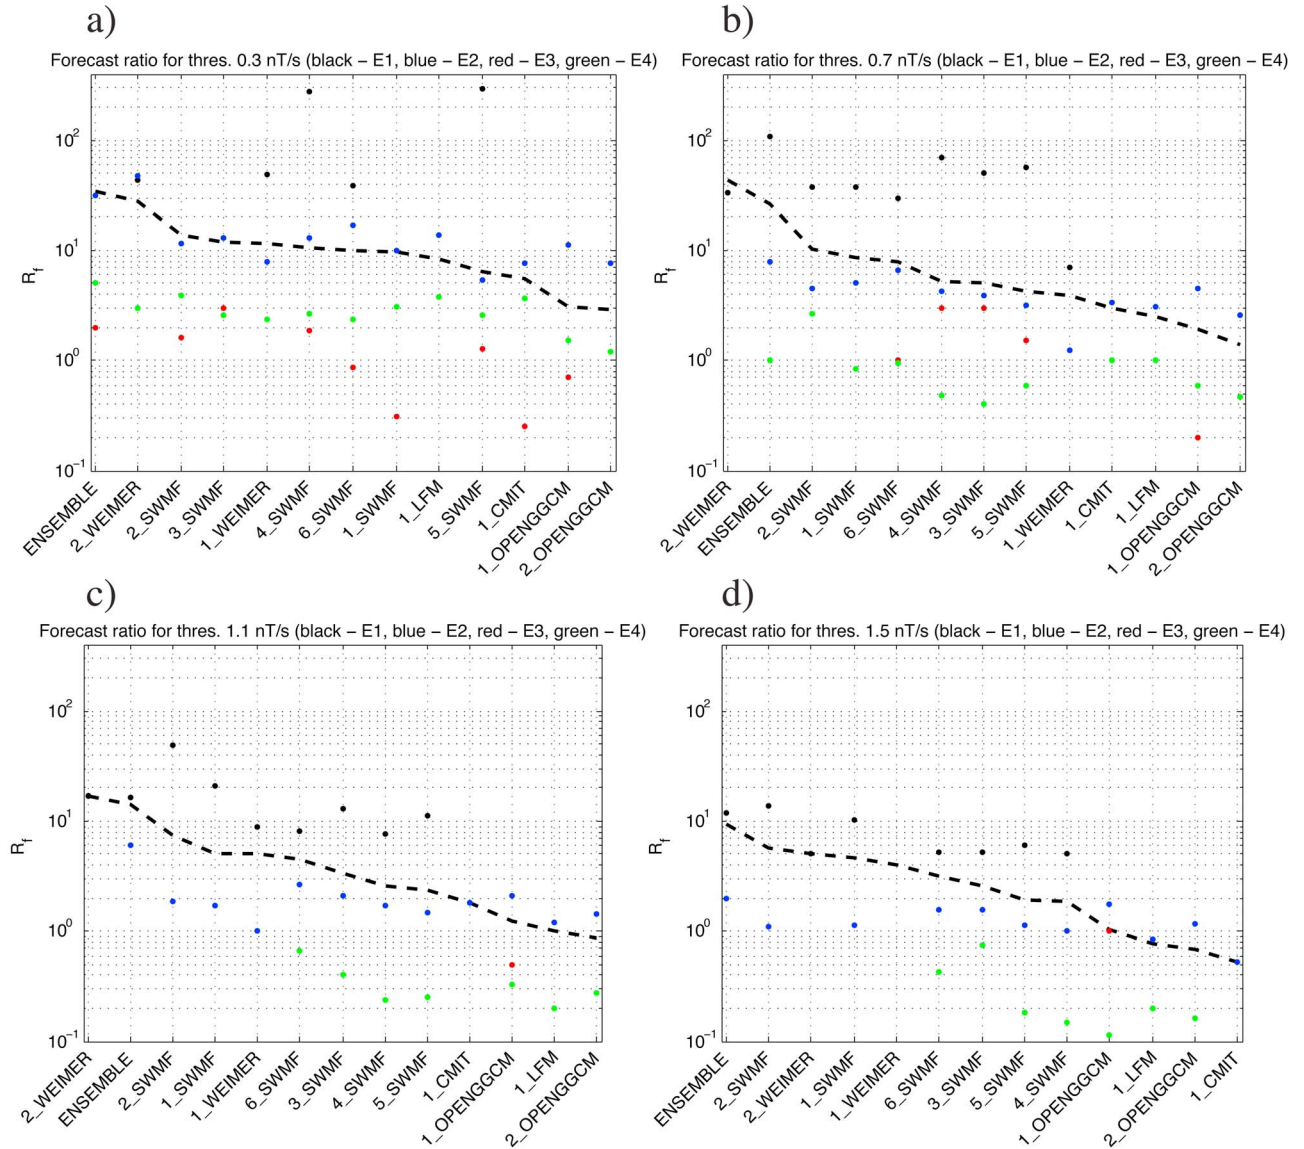 a)
Forecast ratio for thres. 0.3 nT/s (black − E1, blue − E2, red − E3, green − E4)
10^2
10^1
10^0
10^−1
R_f
ENSEMBLE
2_WEIMER
2_SWMF
3_SWMF
1_WEIMER
4_SWMF
6_SWMF
1_SWMF
1_LFM
5_SWMF
1_CMIT
1_OPENGGCM
2_OPENGGCM
b)
Forecast ratio for thres. 0.7 nT/s (black − E1, blue − E2, red − E3, green − E4)
10^2
10^1
10^0
10^−1
R_f
2_WEIMER
ENSEMBLE
2_SWMF
1_SWMF
6_SWMF
4_SWMF
3_SWMF
5_SWMF
1_WEIMER
1_CMIT
1_LFM
1_OPENGGCM
2_OPENGGCM
c)
Forecast ratio for thres. 1.1 nT/s (black − E1, blue − E2, red − E3, green − E4)
10^2
10^1
10^0
10^−1
R_f
2_WEIMER
ENSEMBLE
2_SWMF
1_SWMF
1_WEIMER
6_SWMF
3_SWMF
4_SWMF
5_SWMF
1_CMIT
1_OPENGGCM
1_LFM
2_OPENGGCM
d)
Forecast ratio for thres. 1.5 nT/s (black − E1, blue − E2, red − E3, green − E4)
10^2
10^1
10^0
10^−1
R_f
ENSEMBLE
2_SWMF
2_WEIMER
1_SWMF
1_WEIMER
6_SWMF
3_SWMF
5_SWMF
4_SWMF
1_OPENGGCM
1_LFM
2_OPENGGCM
1_CMIT